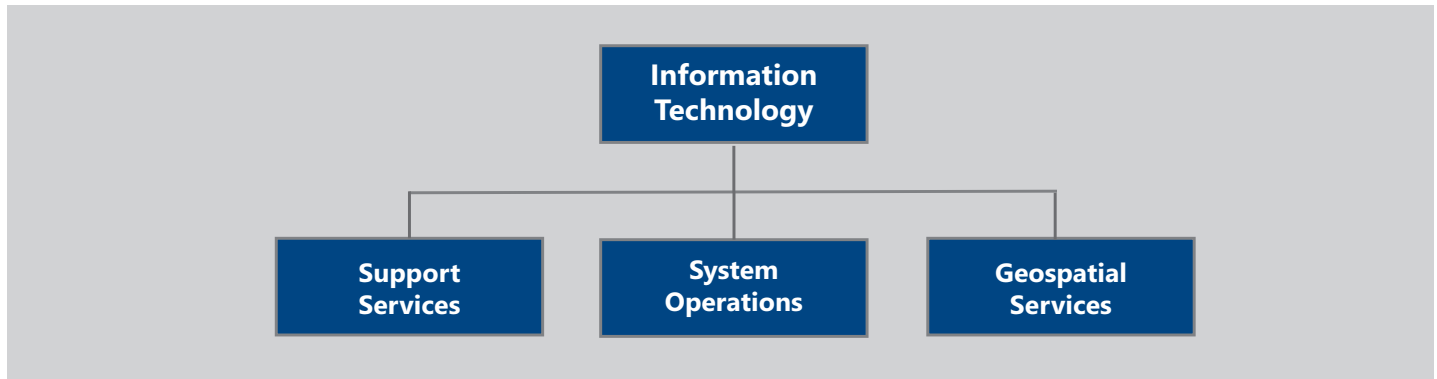 Information
Technology
Support
Services
System
Operations
Geospatial
Services